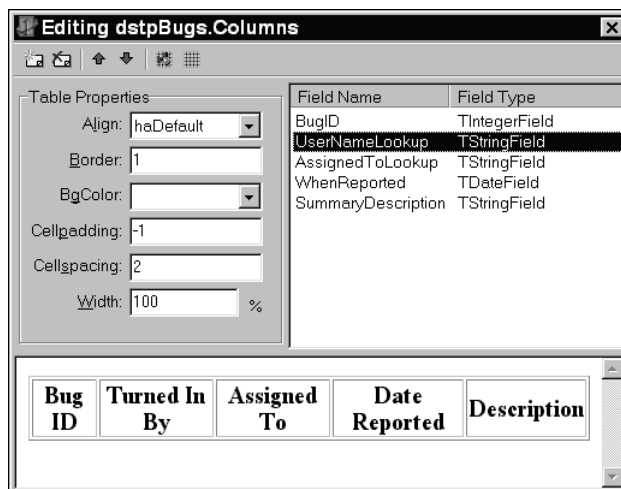 Editing dstpBugs.Columns
Table Properties
Align: haDefault
Border: 1
BgColor:
Cellpadding: -1
Cellspacing: 2
Width: 100 %
Field Name Field Type
BugID TIntegerField
UserNameLookup TStringField
AssignedToLookup TStringField
WhenReported TDateField
SummaryDescription TStringField
Bug ID
Turned In By
Assigned To
Date Reported
Description